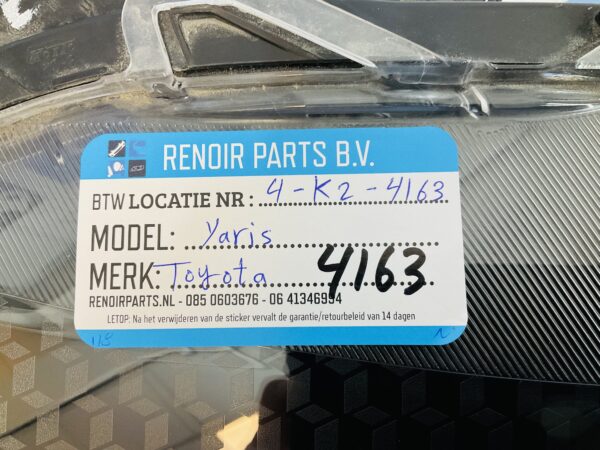 RENOIR PARTS B.V.
BTW LOCATIE NR : 4-K2-4163
MODEL: Yaris
MERK: Toyota 4163
RENOIRPARTS.NL - 085 0603676 - 06 41346994
LETOP: Na het verwijderen van de sticker vervalt de garantie/retourbeleid van 14 dagen